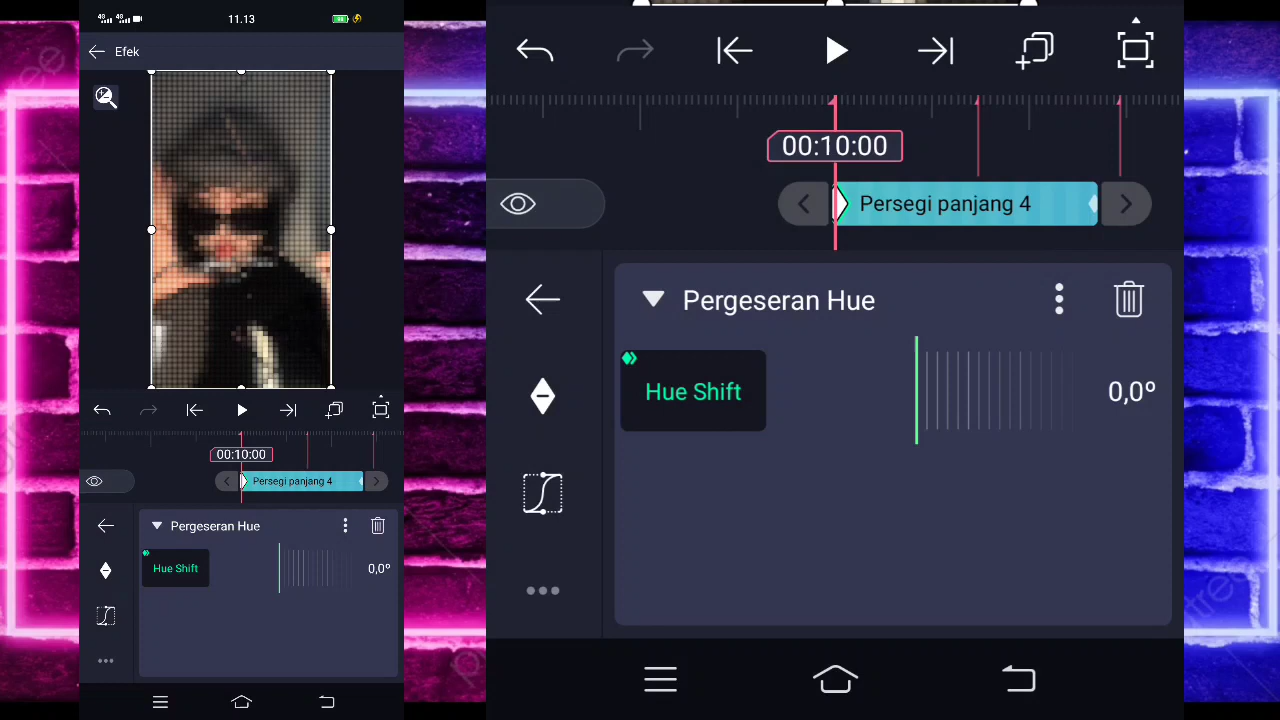 11.13
Efek
00:10:00
Persegi panjang 4
Pergeseran Hue
Hue Shift
0,0º
00:10:00
Persegi panjang 4
Pergeseran Hue
Hue Shift
0,0º